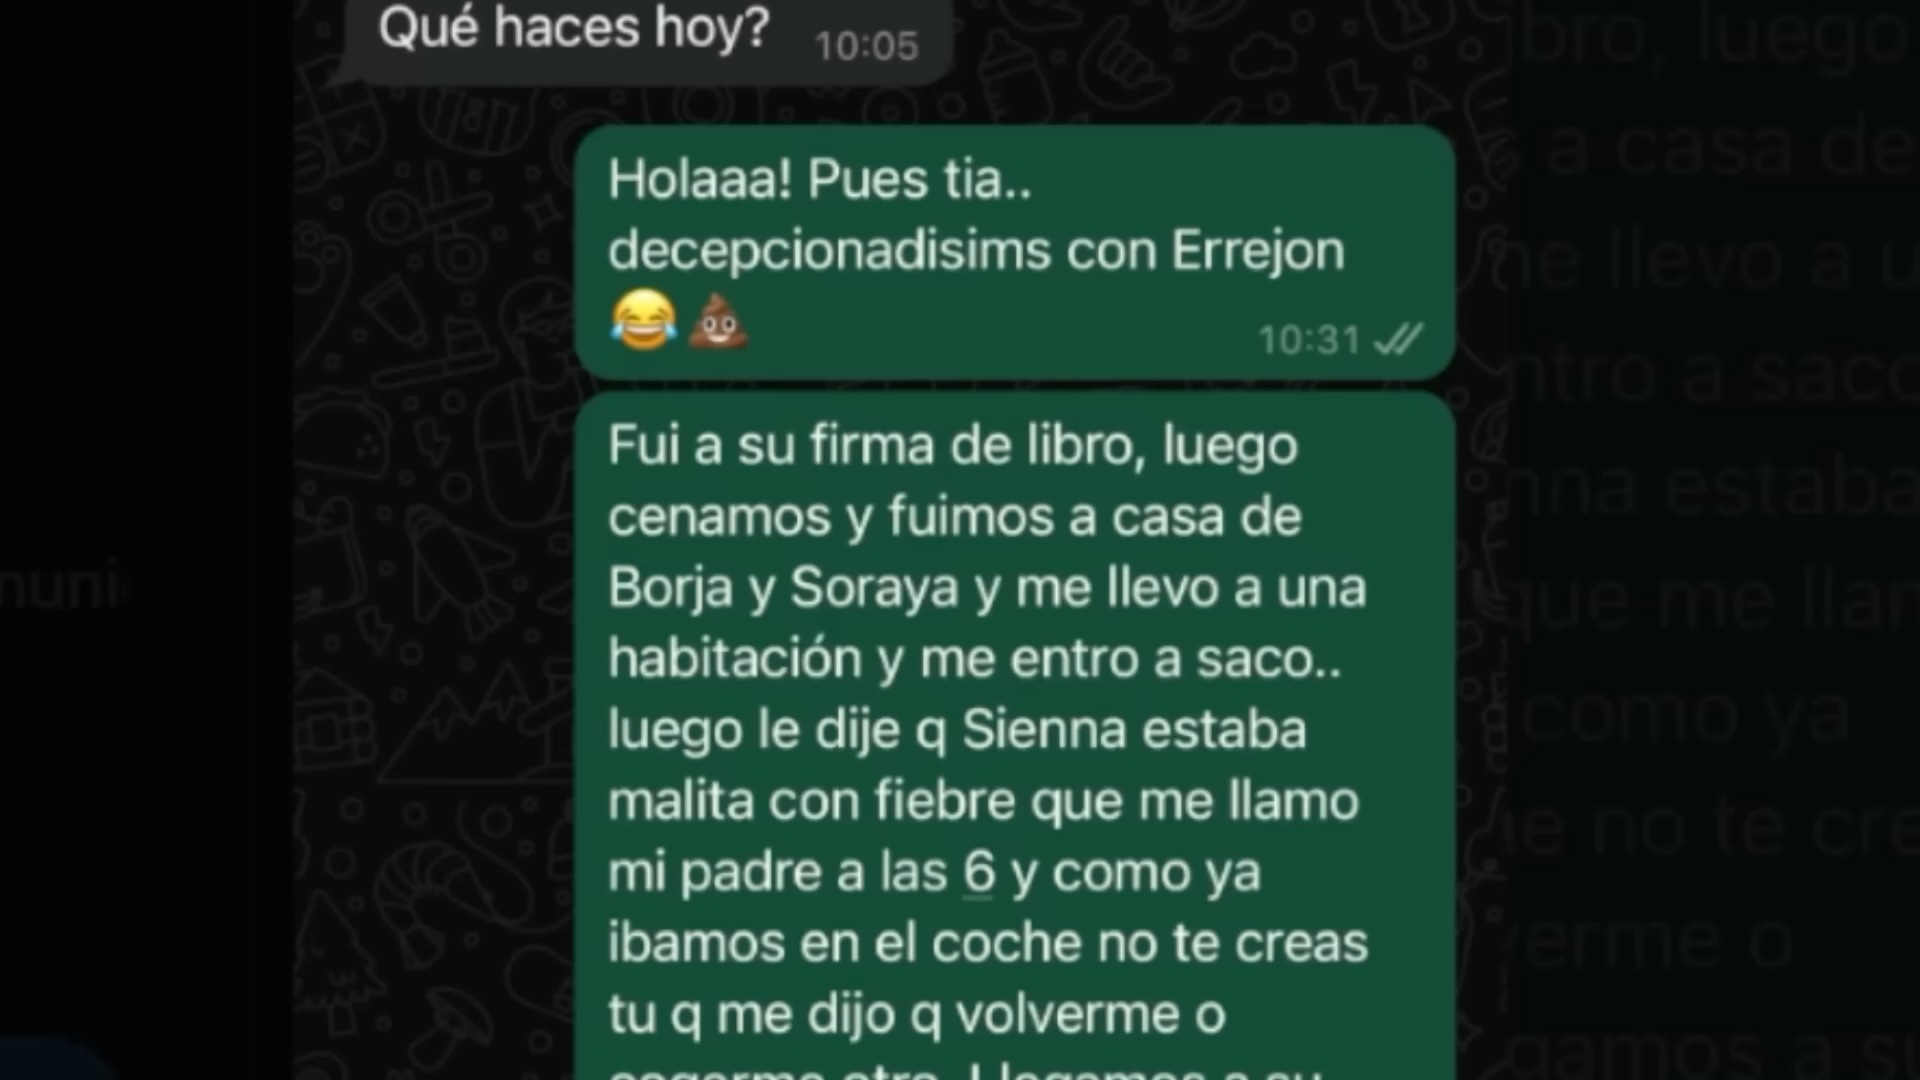 Qué haces hoy? 10:05
Holaaa! Pues tia..
decepcionadisims con Errejon
😂💩
10:31
Fui a su firma de libro, luego
cenamos y fuimos a casa de
Borja y Soraya y me llevo a una
habitación y me entro a saco..
luego le dije q Sienna estaba
malita con fiebre que me llamo
mi padre a las 6 y como ya
ibamos en el coche no te creas
tu q me dijo q volverme o